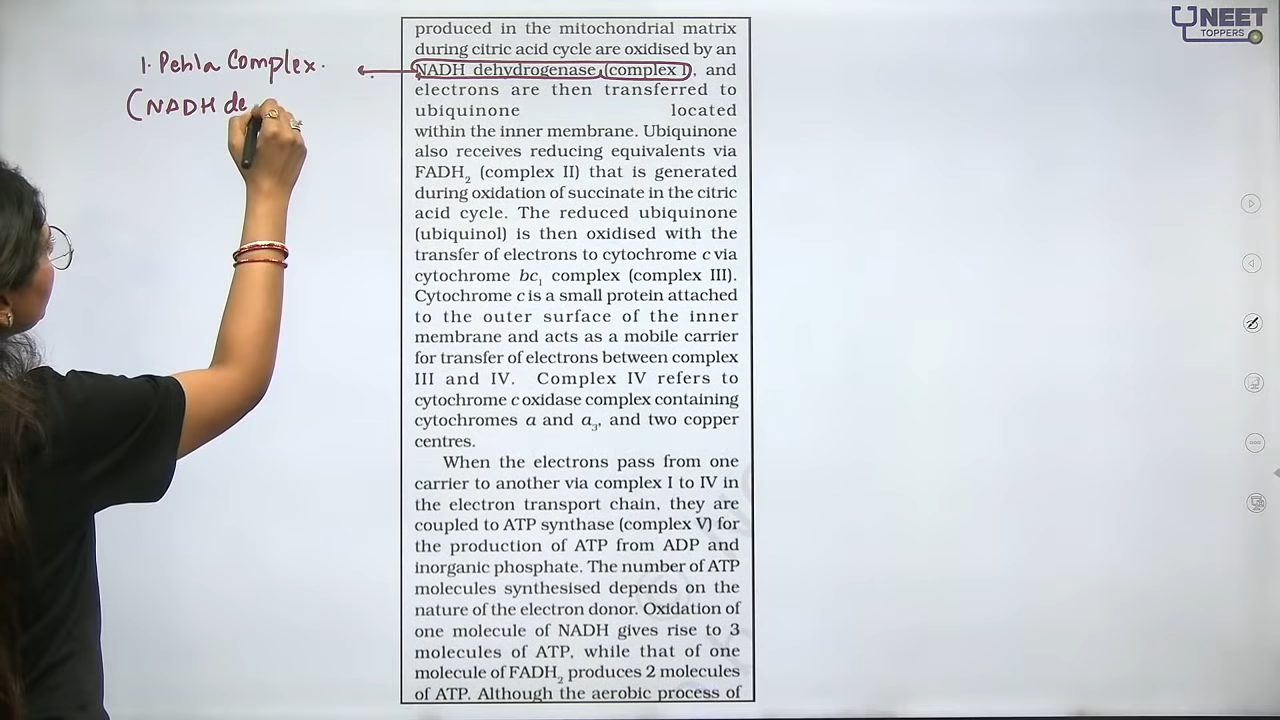 UNEET
TOPPERS
1. Pehla Complex.
(NADH de
produced in the mitochondrial matrix
during citric acid cycle are oxidised by an
NADH dehydrogenase (complex I), and
electrons are then transferred to
ubiquinone located
within the inner membrane. Ubiquinone
also receives reducing equivalents via
FADH₂ (complex II) that is generated
during oxidation of succinate in the citric
acid cycle. The reduced ubiquinone
(ubiquinol) is then oxidised with the
transfer of electrons to cytochrome c via
cytochrome bc₁ complex (complex III).
Cytochrome c is a small protein attached
to the outer surface of the inner
membrane and acts as a mobile carrier
for transfer of electrons between complex
III and IV. Complex IV refers to
cytochrome c oxidase complex containing
cytochromes a and a₃, and two copper
centres.
When the electrons pass from one
carrier to another via complex I to IV in
the electron transport chain, they are
coupled to ATP synthase (complex V) for
the production of ATP from ADP and
inorganic phosphate. The number of ATP
molecules synthesised depends on the
nature of the electron donor. Oxidation of
one molecule of NADH gives rise to 3
molecules of ATP, while that of one
molecule of FADH₂ produces 2 molecules
of ATP. Although the aerobic process of